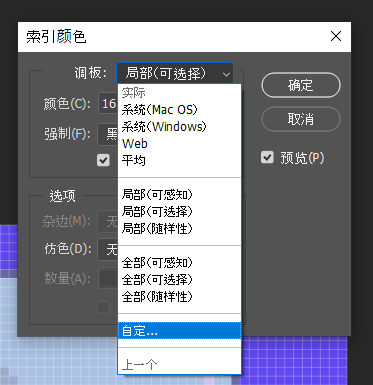 索引颜色
调板: 局部(可选择)
颜色(C): 16
强制(F): 黑
确定
取消
预览(P)
实际
系统(Mac OS)
系统(Windows)
Web
平均
局部(可感知)
局部(可选择)
局部(随样性)
全部(可感知)
全部(可选择)
全部(随样性)
自定...
上一个
选项
杂边(M): 无
仿色(D): 无
数量(A):